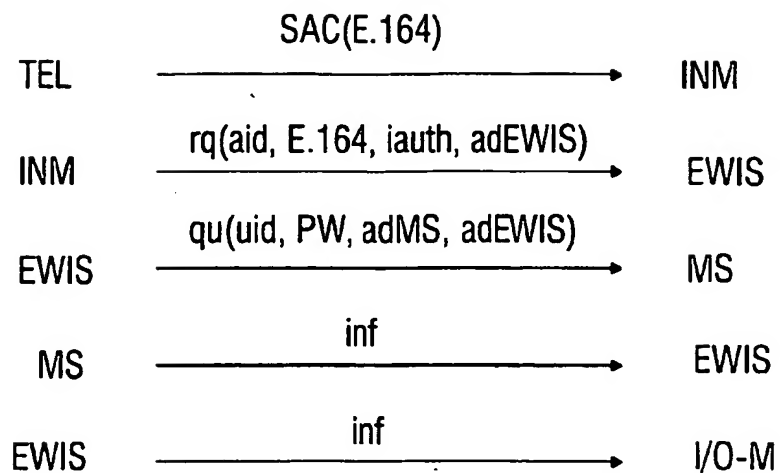 SAC(E.164)
TEL INM
rq(aid, E.164, iauth, adEWIS)
INM EWIS
qu(uid, PW, adMS, adEWIS)
EWIS MS
inf
MS EWIS
inf
EWIS I/O-M